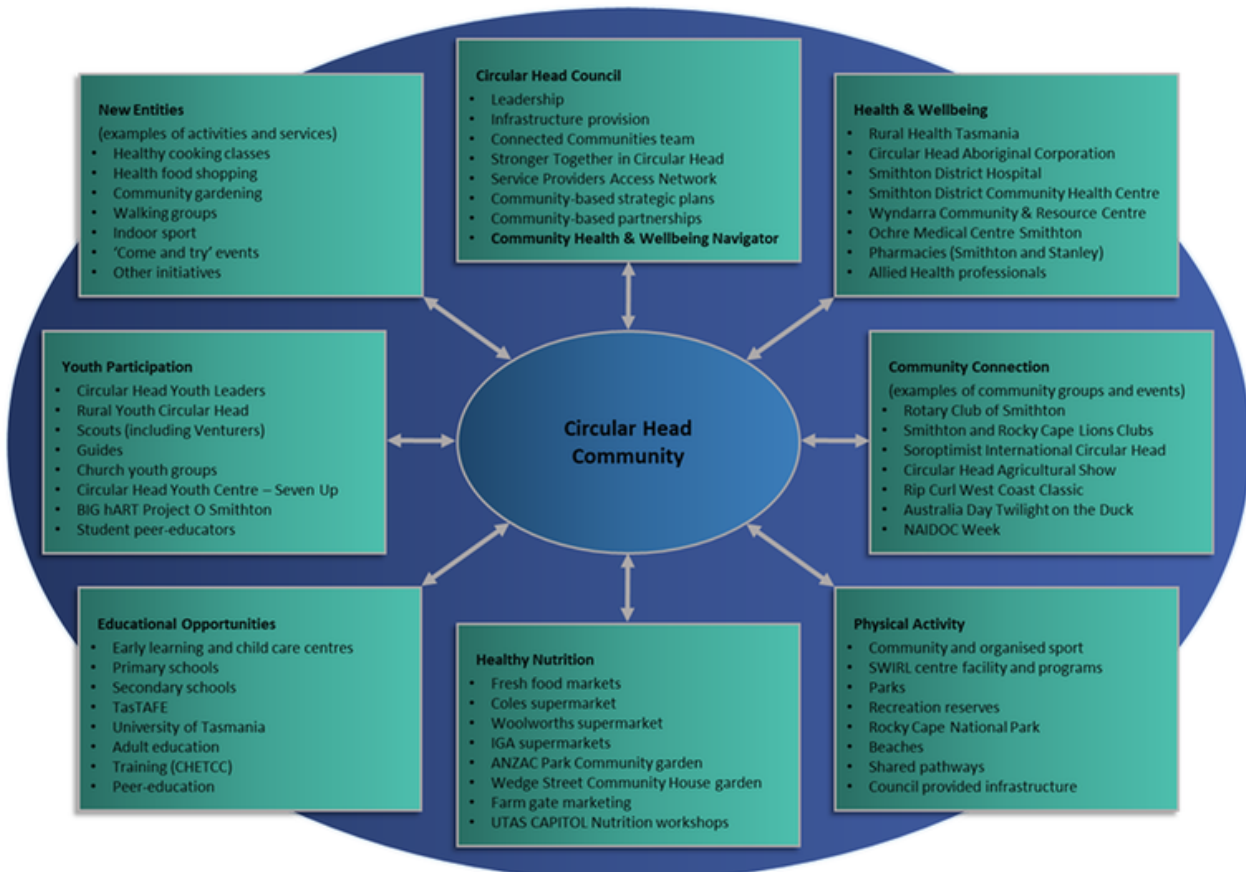 New Entities
(examples of activities and services)
• Healthy cooking classes
• Health food shopping
• Community gardening
• Walking groups
• Indoor sport
• ‘Come and try’ events
• Other initiatives
Circular Head Council
• Leadership
• Infrastructure provision
• Connected Communities team
• Stronger Together in Circular Head
• Service Providers Access Network
• Community-based strategic plans
• Community-based partnerships
• Community Health & Wellbeing Navigator
Health & Wellbeing
• Rural Health Tasmania
• Circular Head Aboriginal Corporation
• Smithton District Hospital
• Smithton District Community Health Centre
• Wyndarra Community & Resource Centre
• Ochre Medical Centre Smithton
• Pharmacies (Smithton and Stanley)
• Allied Health professionals
Youth Participation
• Circular Head Youth Leaders
• Rural Youth Circular Head
• Scouts (including Venturers)
• Guides
• Church youth groups
• Circular Head Youth Centre – Seven Up
• BIG hART Project O Smithton
• Student peer-educators
Circular Head
Community
Community Connection
(examples of community groups and events)
• Rotary Club of Smithton
• Smithton and Rocky Cape Lions Clubs
• Soroptimist International Circular Head
• Circular Head Agricultural Show
• Rip Curl West Coast Classic
• Australia Day Twilight on the Duck
• NAIDOC Week
Educational Opportunities
• Early learning and child care centres
• Primary schools
• Secondary schools
• TasTAFE
• University of Tasmania
• Adult education
• Training (CHETCC)
• Peer-education
Healthy Nutrition
• Fresh food markets
• Coles supermarket
• Woolworths supermarket
• IGA supermarkets
• ANZAC Park Community garden
• Wedge Street Community House garden
• Farm gate marketing
• UTAS CAPITOL Nutrition workshops
Physical Activity
• Community and organised sport
• SWIRL centre facility and programs
• Parks
• Recreation reserves
• Rocky Cape National Park
• Beaches
• Shared pathways
• Council provided infrastructure